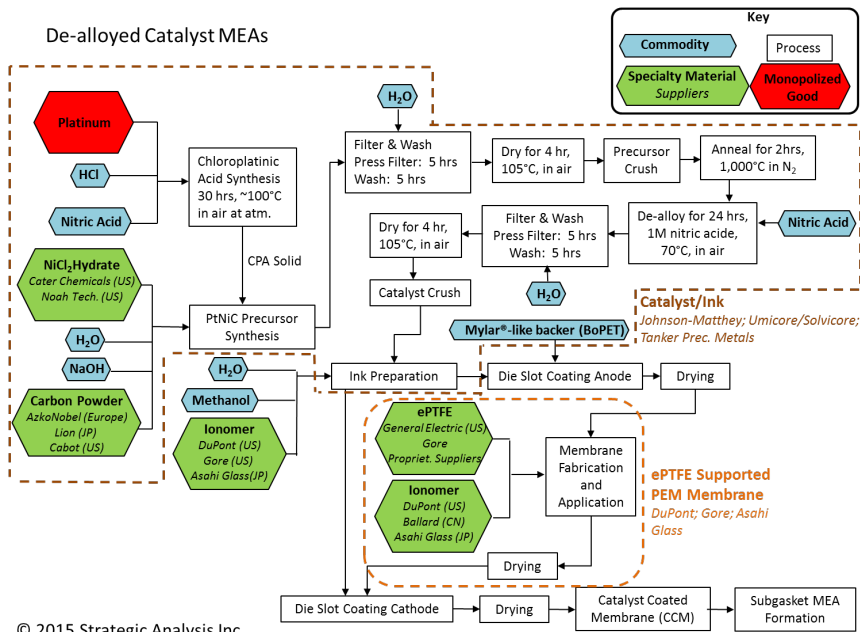 De-alloyed Catalyst MEAs
Key
Commodity
Process
Specialty Material
Suppliers
Monopolized
Good
H₂O
Platinum
HCl
Nitric Acid
Chloroplatinic
Acid Synthesis
30 hrs, ~100°C
in air at atm.
CPA Solid
Filter & Wash
Press Filter: 5 hrs
Wash: 5 hrs
Dry for 4 hr,
105°C, in air
Precursor
Crush
Anneal for 2hrs,
1,000°C in N₂
De-alloy for 24 hrs,
1M nitric acide,
70°C, in air
Nitric Acid
Filter & Wash
Press Filter: 5 hrs
Wash: 5 hrs
H₂O
Dry for 4 hr,
105°C, in air
Catalyst Crush
NiCl₂Hydrate
Cater Chemicals (US)
Noah Tech. (US)
H₂O
NaOH
Carbon Powder
AzkoNobel (Europe)
Lion (JP)
Cabot (US)
PtNiC Precursor
Synthesis
Catalyst/Ink
Johnson-Matthey; Umicore/Solvicore;
Tanker Prec. Metals
Mylar®-like backer (BoPET)
H₂O
Methanol
Ionomer
DuPont (US)
Gore (US)
Asahi Glass(JP)
Ink Preparation
Die Slot Coating Anode
Drying
ePTFE
General Electric (US)
Gore
Propriet. Suppliers
Ionomer
DuPont (US)
Ballard (CN)
Asahi Glass (JP)
Membrane
Fabrication
and
Application
ePTFE Supported
PEM Membrane
DuPont; Gore; Asahi
Glass
Drying
Die Slot Coating Cathode
Drying
Catalyst Coated
Membrane (CCM)
Subgasket MEA
Formation
© 2015 Strategic Analysis Inc